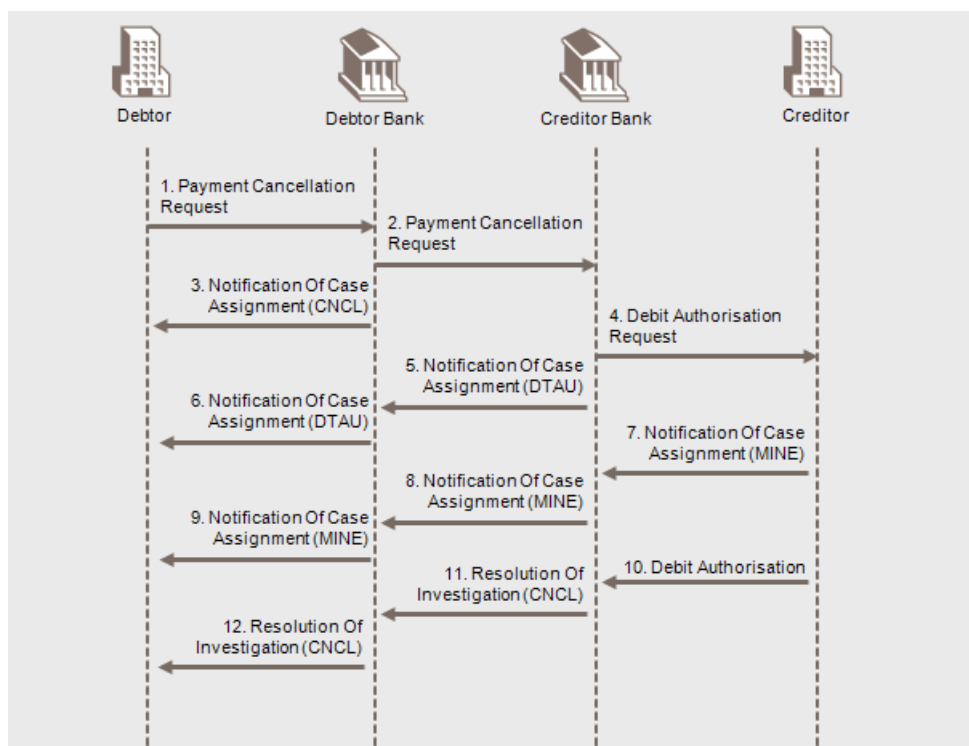 Debtor
Debtor Bank
Creditor Bank
Creditor
1. Payment Cancellation
Request
2. Payment Cancellation
Request
3. Notification Of Case
Assignment (CNCL)
4. Debit Authorisation
Request
5. Notification Of Case
Assignment (DTAU)
6. Notification Of Case
Assignment (DTAU)
7. Notification Of Case
Assignment (MINE)
8. Notification Of Case
Assignment (MINE)
9. Notification Of Case
Assignment (MINE)
10. Debit Authorisation
11. Resolution Of
Investigation (CNCL)
12. Resolution Of
Investigation (CNCL)